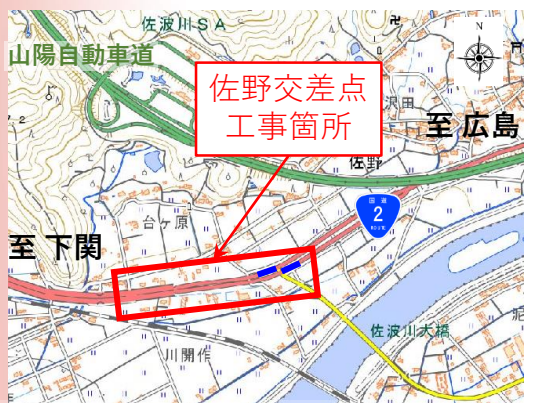 佐波川SA
山陽自動車道
N
佐野交差点
工事箇所
沢田
至 広島
佐野
国道
2
ROUTE
台ヶ原
至 下関
佐波川大橋
川開作